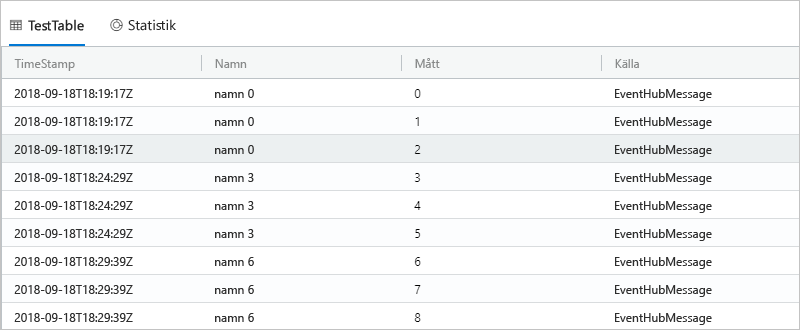 TestTable Statistik
TimeStamp Namn Mått Källa
2018-09-18T18:19:17Z namn 0 0 EventHubMessage
2018-09-18T18:19:17Z namn 0 1 EventHubMessage
2018-09-18T18:19:17Z namn 0 2 EventHubMessage
2018-09-18T18:24:29Z namn 3 3 EventHubMessage
2018-09-18T18:24:29Z namn 3 4 EventHubMessage
2018-09-18T18:24:29Z namn 3 5 EventHubMessage
2018-09-18T18:29:39Z namn 6 6 EventHubMessage
2018-09-18T18:29:39Z namn 6 7 EventHubMessage
2018-09-18T18:29:39Z namn 6 8 EventHubMessage